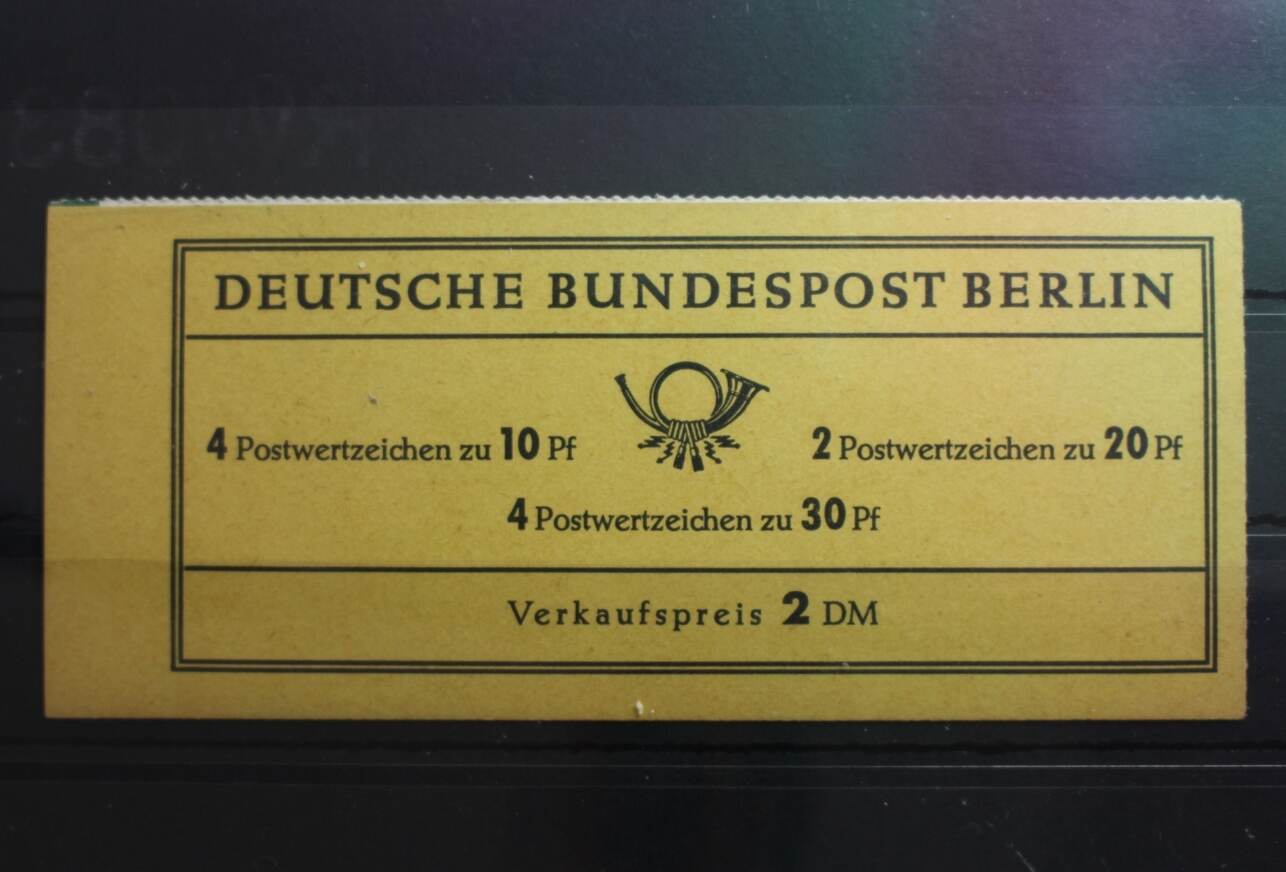 DEUTSCHE BUNDESPOST BERLIN
4 Postwertzeichen zu 10 Pf
2 Postwertzeichen zu 20 Pf
4 Postwertzeichen zu 30 Pf
Verkaufspreis 2 DM